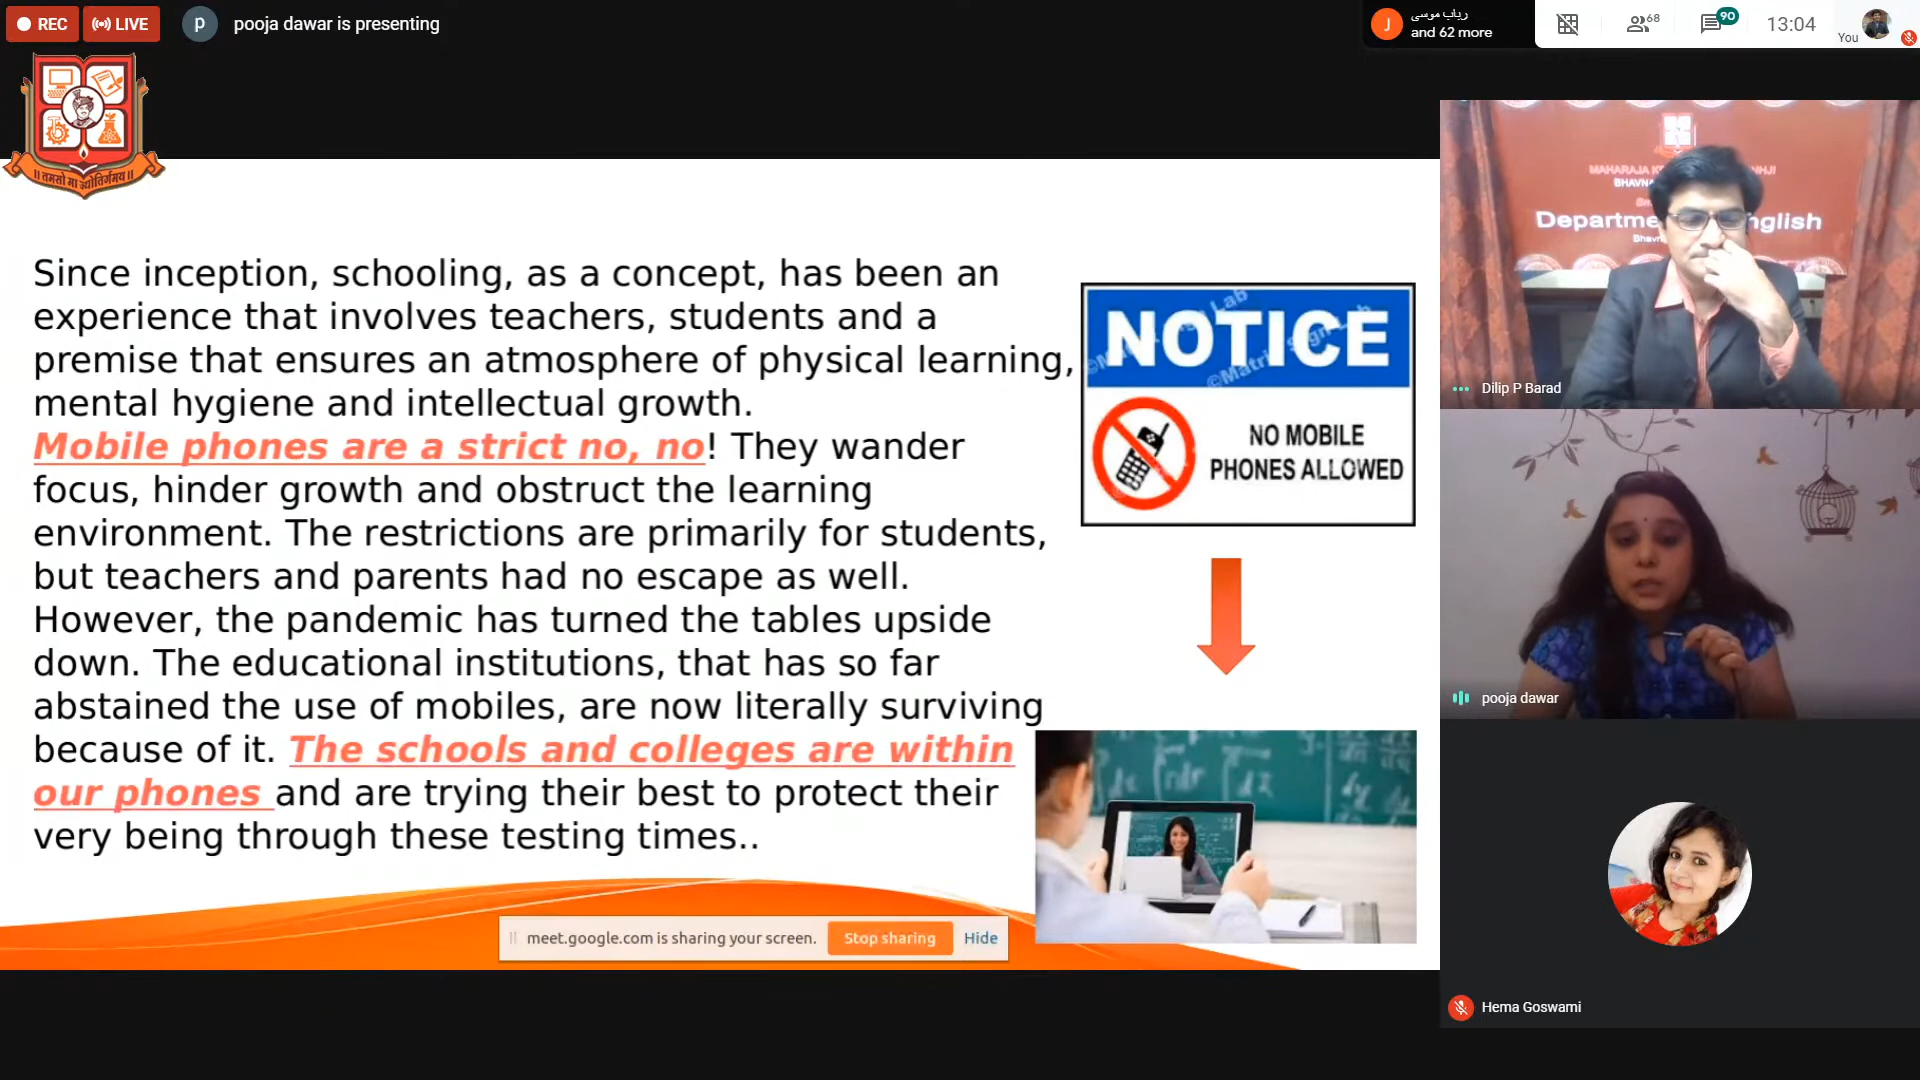 REC
LIVE
p
pooja dawar is presenting
J
رباب موسى
and 62 more
68
90
13:04
You
|| तमसो मा ज्योतिर्गमय ||
Since inception, schooling, as a concept, has been an
experience that involves teachers, students and a
premise that ensures an atmosphere of physical learning,
mental hygiene and intellectual growth.
Mobile phones are a strict no, no! They wander
focus, hinder growth and obstruct the learning
environment. The restrictions are primarily for students,
but teachers and parents had no escape as well.
However, the pandemic has turned the tables upside
down. The educational institutions, that has so far
abstained the use of mobiles, are now literally surviving
because of it. The schools and colleges are within
our phones and are trying their best to protect their
very being through these testing times..
NOTICE
NO MOBILE
PHONES ALLOWED
meet.google.com is sharing your screen.
Stop sharing
Hide
MAHARAJA
BHAVNA
Departme nglish
Dilip P Barad
pooja dawar
Hema Goswami